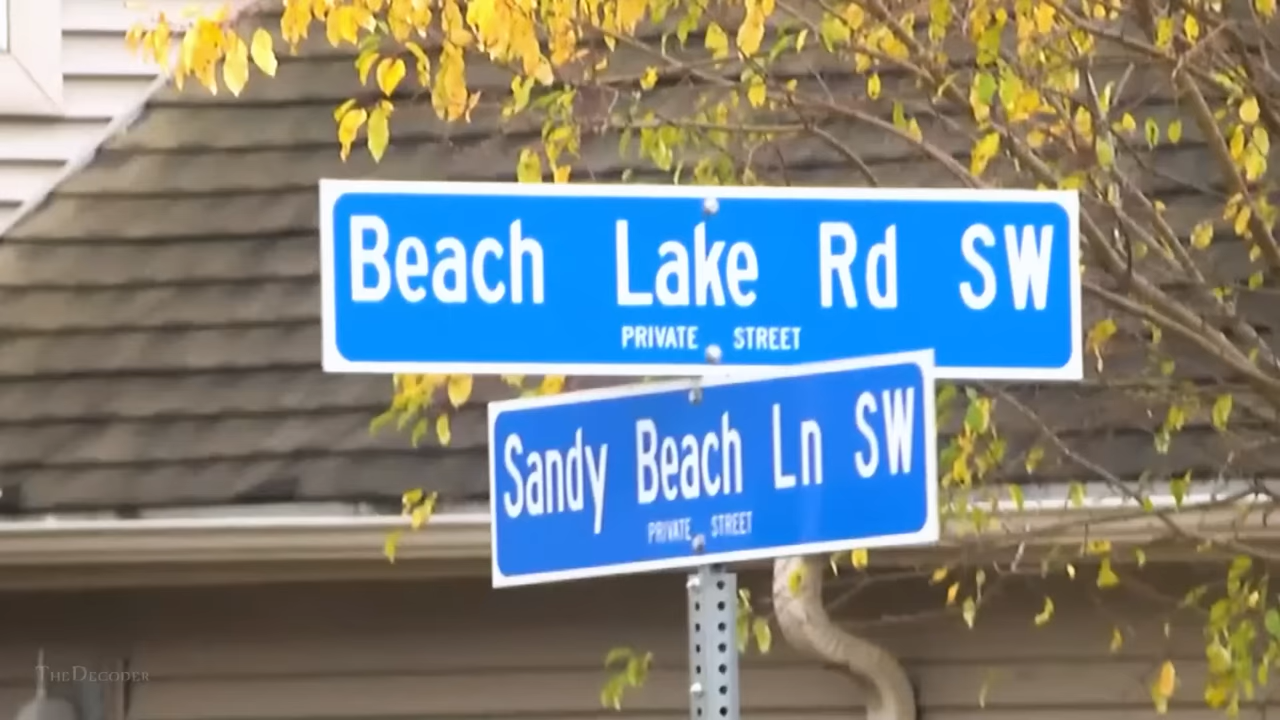 Beach Lake Rd SW
PRIVATE STREET
Sandy Beach Ln SW
PRIVATE STREET
TheDecoder